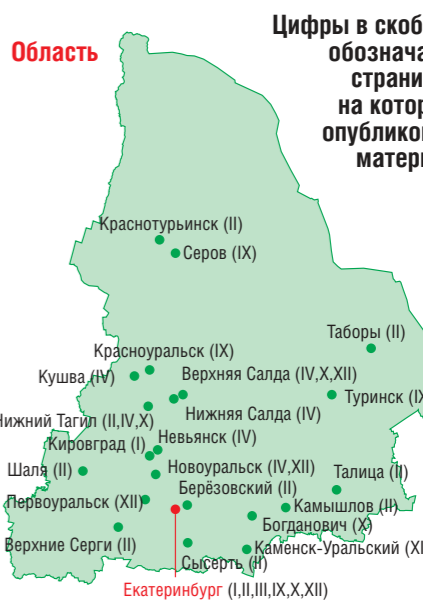 Цифры в скоб
Область
обознача
страни
на котор
опубликов
матери
Краснотурьинск (II)
Серов (IX)
Таборы (II)
Красноуральск (IX)
Кушва (IV)
Верхняя Салда (IV,X,XII)
Туринск (IX
Нижний Тагил (II,IV,X)
Нижняя Салда (IV)
Кировград (I)
Невьянск (IV)
Шаля (II)
Новоуральск (IV,XII)
Талица (II)
Первоуральск (XII)
Берёзовский (II)
Камышлов (II)
Богданович (X)
Верхние Серги (II)
Каменск-Уральский (XI
Сысерть (II)
Екатеринбург (I,II,III,IX,X,XII)